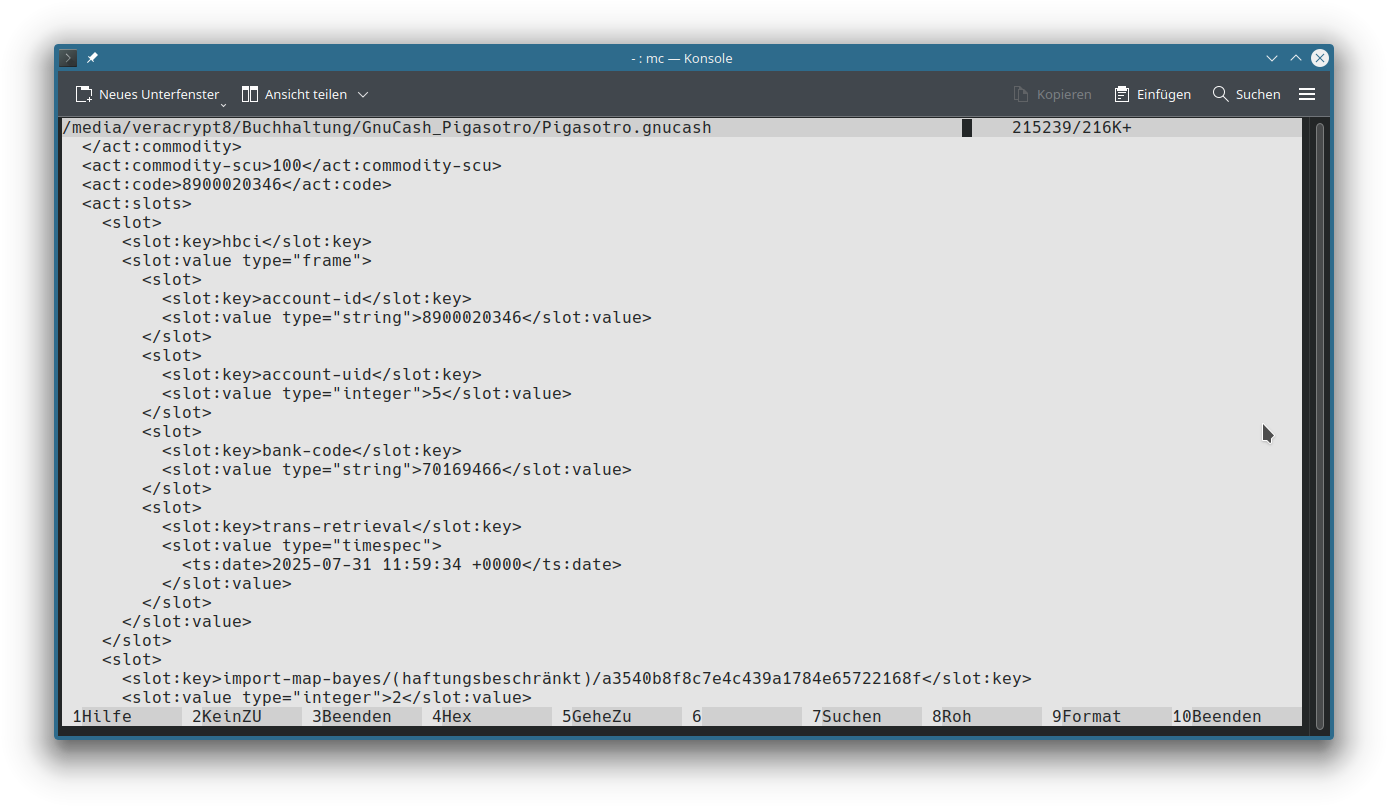 - : mc — Konsole
Neues Unterfenster Ansicht teilen Kopieren Einfügen Suchen
/media/veracrypt8/Buchhaltung/GnuCash_Pigasotro/Pigasotro.gnucash 215239/216K+
</act:commodity>
<act:commodity-scu>100</act:commodity-scu>
<act:code>8900020346</act:code>
<act:slots>
<slot>
<slot:key>hbci</slot:key>
<slot:value type="frame">
<slot>
<slot:key>account-id</slot:key>
<slot:value type="string">8900020346</slot:value>
</slot>
<slot>
<slot:key>account-uid</slot:key>
<slot:value type="integer">5</slot:value>
</slot>
<slot>
<slot:key>bank-code</slot:key>
<slot:value type="string">70169466</slot:value>
</slot>
<slot>
<slot:key>trans-retrieval</slot:key>
<slot:value type="timespec">
<ts:date>2025-07-31 11:59:34 +0000</ts:date>
</slot:value>
</slot>
</slot:value>
</slot>
<slot>
<slot:key>import-map-bayes/(haftungsbeschränkt)/a3540b8f8c7e4c439a1784e65722168f</slot:key>
<slot:value type="integer">2</slot:value>
1Hilfe 2KeinZU 3Beenden 4Hex 5GeheZu 6 7Suchen 8Roh 9Format 10Beenden